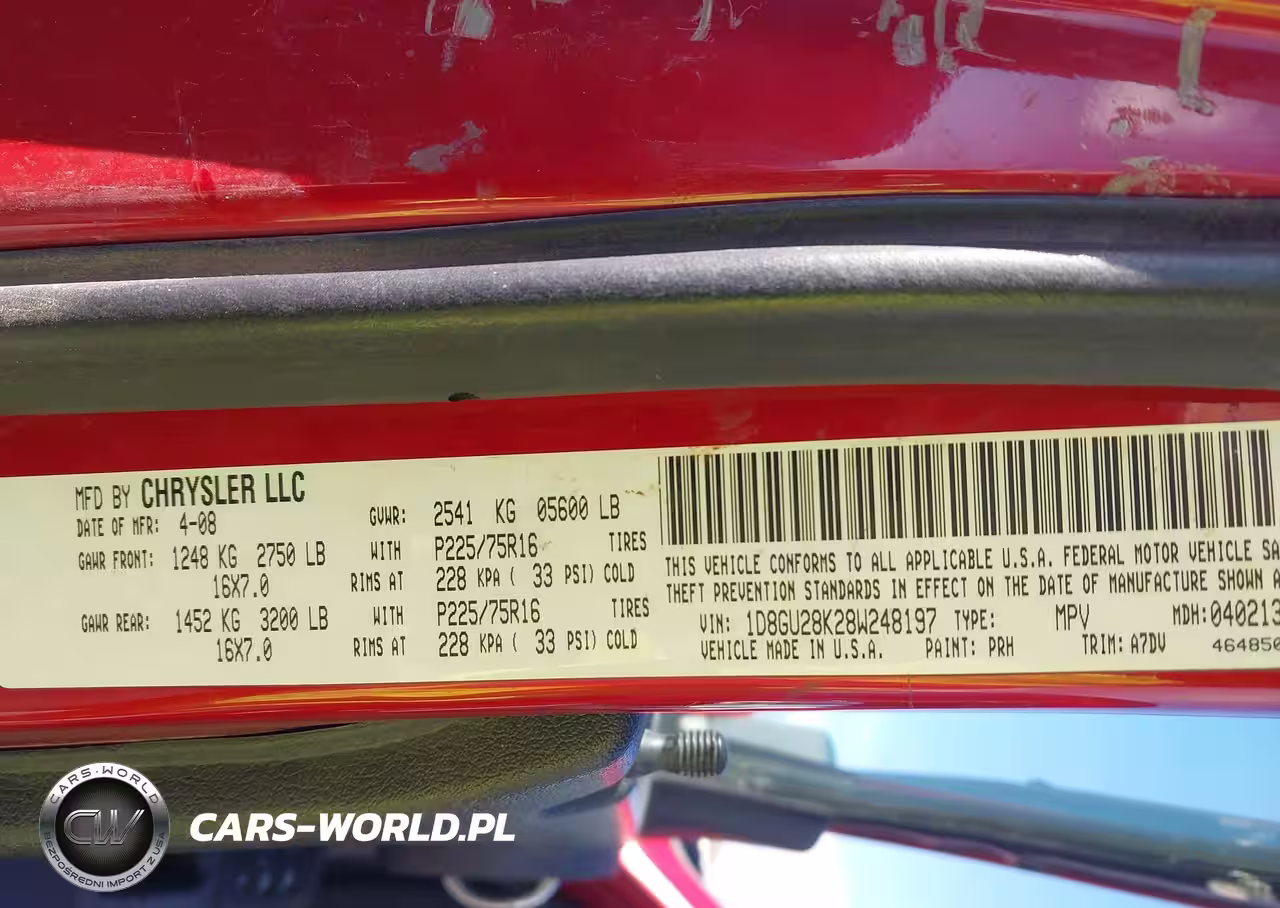 MFD BY CHRYSLER LLC
DATE OF MFR: 4-08 GVWR: 2541 KG 05600 LB
GAWR FRONT: 1248 KG 2750 LB WITH P225/75R16 TIRES
16X7.0 RIMS AT 228 KPA ( 33 PSI) COLD
GAWR REAR: 1452 KG 3200 LB WITH P225/75R16 TIRES
16X7.0 RIMS AT 228 KPA ( 33 PSI) COLD
THIS VEHICLE CONFORMS TO ALL APPLICABLE U.S.A. FEDERAL MOTOR VEHICLE SA
THEFT PREVENTION STANDARDS IN EFFECT ON THE DATE OF MANUFACTURE SHOWN A
VIN: 1D8GU28K28W248197 TYPE: MPV MDH: 040213
VEHICLE MADE IN U.S.A. PAINT: PRH TRIM: A7DV 464850
CARS-WORLD
CW
BEZPOŚREDNI IMPORT Z USA
CARS-WORLD.PL